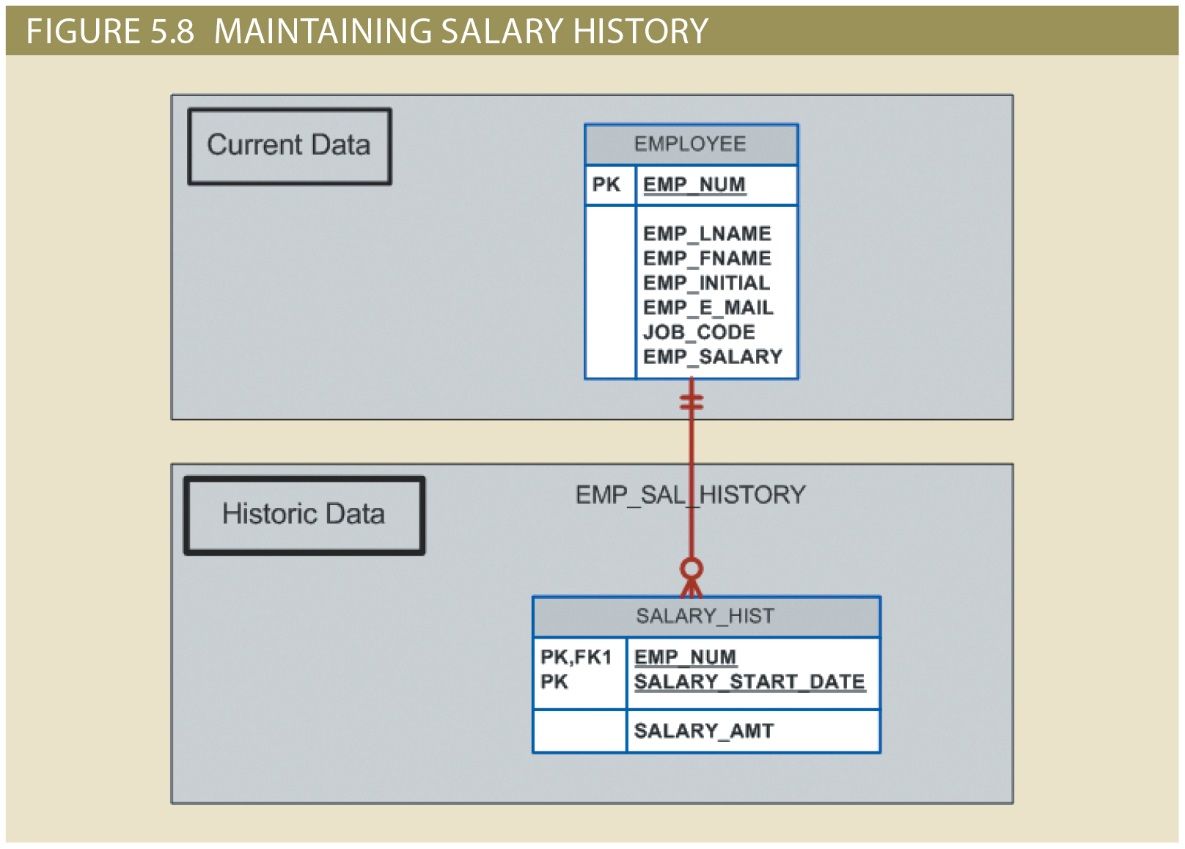 FIGURE 5.8 MAINTAINING SALARY HISTORY
Current Data
EMPLOYEE
PK EMP_NUM
EMP_LNAME
EMP_FNAME
EMP_INITIAL
EMP_E_MAIL
JOB_CODE
EMP_SALARY
Historic Data
EMP_SAL_HISTORY
SALARY_HIST
PK,FK1 EMP_NUM
PK SALARY_START_DATE
SALARY_AMT